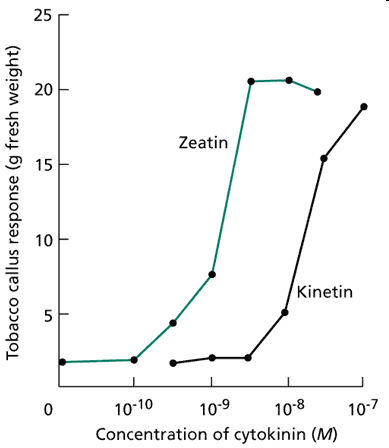 25
20
15
10
5
0
10⁻¹⁰
10⁻⁹
10⁻⁸
10⁻⁷
Zeatin
Kinetin
Tobacco callus response (g fresh weight)
Concentration of cytokinin (M)